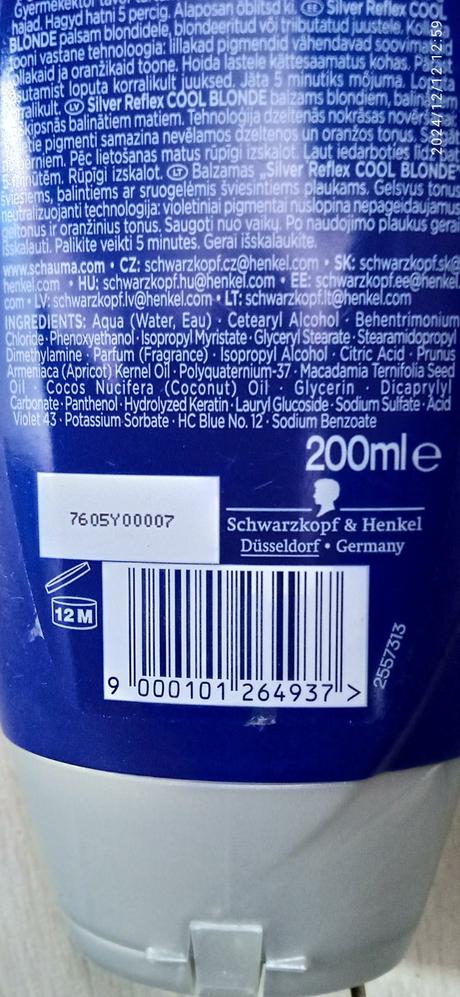 hajad. Hagyd hatni 5 percig. Alaposan öblítsd ki. EE Silver Reflex COOL
BLONDE palsam blondidele, blondeeritud või triibutatud juustele.
tooni vastane tehnoloogia: lillakad pigmendid vähendavad
kollakaid ja oranžikaid toone. Hoida lastele kättesaamatus kohas.
loputa korralikult juuksed. Jäta 5 minutiks mõjuma.
korralikult. LV Silver Reflex COOL BLONDE balzams blondiem,
šķipsnās balinātiem matiem. Tehnoloģija dzeltenās nokrāsas
pigmenti samazina nevēlamos dzeltenos un oranžos toņus.
bērniem. Pēc lietošanas matus rūpīgi izskalot. Ļaut iedarboties
minūtēm. Rūpīgi izskalot. LT Balzamas „Silver Reflex COOL BLONDE“
šviesiems, balintiems ar sruogelėmis šviesintiems plaukams. Gelsvus tonus
neutralizuojanti technologija: violetiniai pigmentai nuslopina nepageidaujamus
geltonus ir oranžinius tonus. Saugoti nuo vaikų. Po naudojimo plaukus gerai
išskalauti. Palikite veikti 5 minutes. Gerai išskalaukite.
www.schauma.com • CZ: schwarzkopf.cz@henkel.com • SK: schwarzkopf.sk@
henkel.com • HU: schwarzkopf.hu@henkel.com • EE: schwarzkopf.ee@henkel.
com • LV: schwarzkopf.lv@henkel.com • LT: schwarzkopf.lt@henkel.com
INGREDIENTS: Aqua (Water, Eau) · Cetearyl Alcohol · Behentrimonium
Chloride · Phenoxyethanol · Isopropyl Myristate · Glyceryl Stearate · Stearamidopropyl
Dimethylamine · Parfum (Fragrance) · Isopropyl Alcohol · Citric Acid · Prunus
Armeniaca (Apricot) Kernel Oil · Polyquaternium-37 · Macadamia Ternifolia Seed
Oil · Cocos Nucifera (Coconut) Oil · Glycerin · Dicaprylyl
Carbonate · Panthenol · Hydrolyzed Keratin · Lauryl Glucoside · Sodium Sulfate · Acid
Violet 43 · Potassium Sorbate · HC Blue No. 12 · Sodium Benzoate
200ml e
7605Y00007
Schwarzkopf & Henkel
Düsseldorf • Germany
12 M
9 000101 264937 >
2557313
2024/12/12 12:59